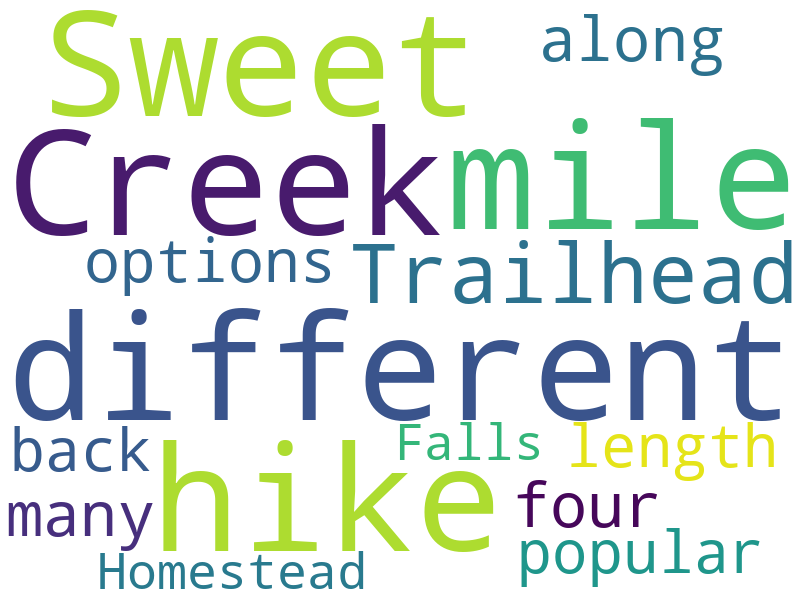 Sweet along
Creek mile
options Trailhead
different
back Falls length
many hike four
Homestead popular